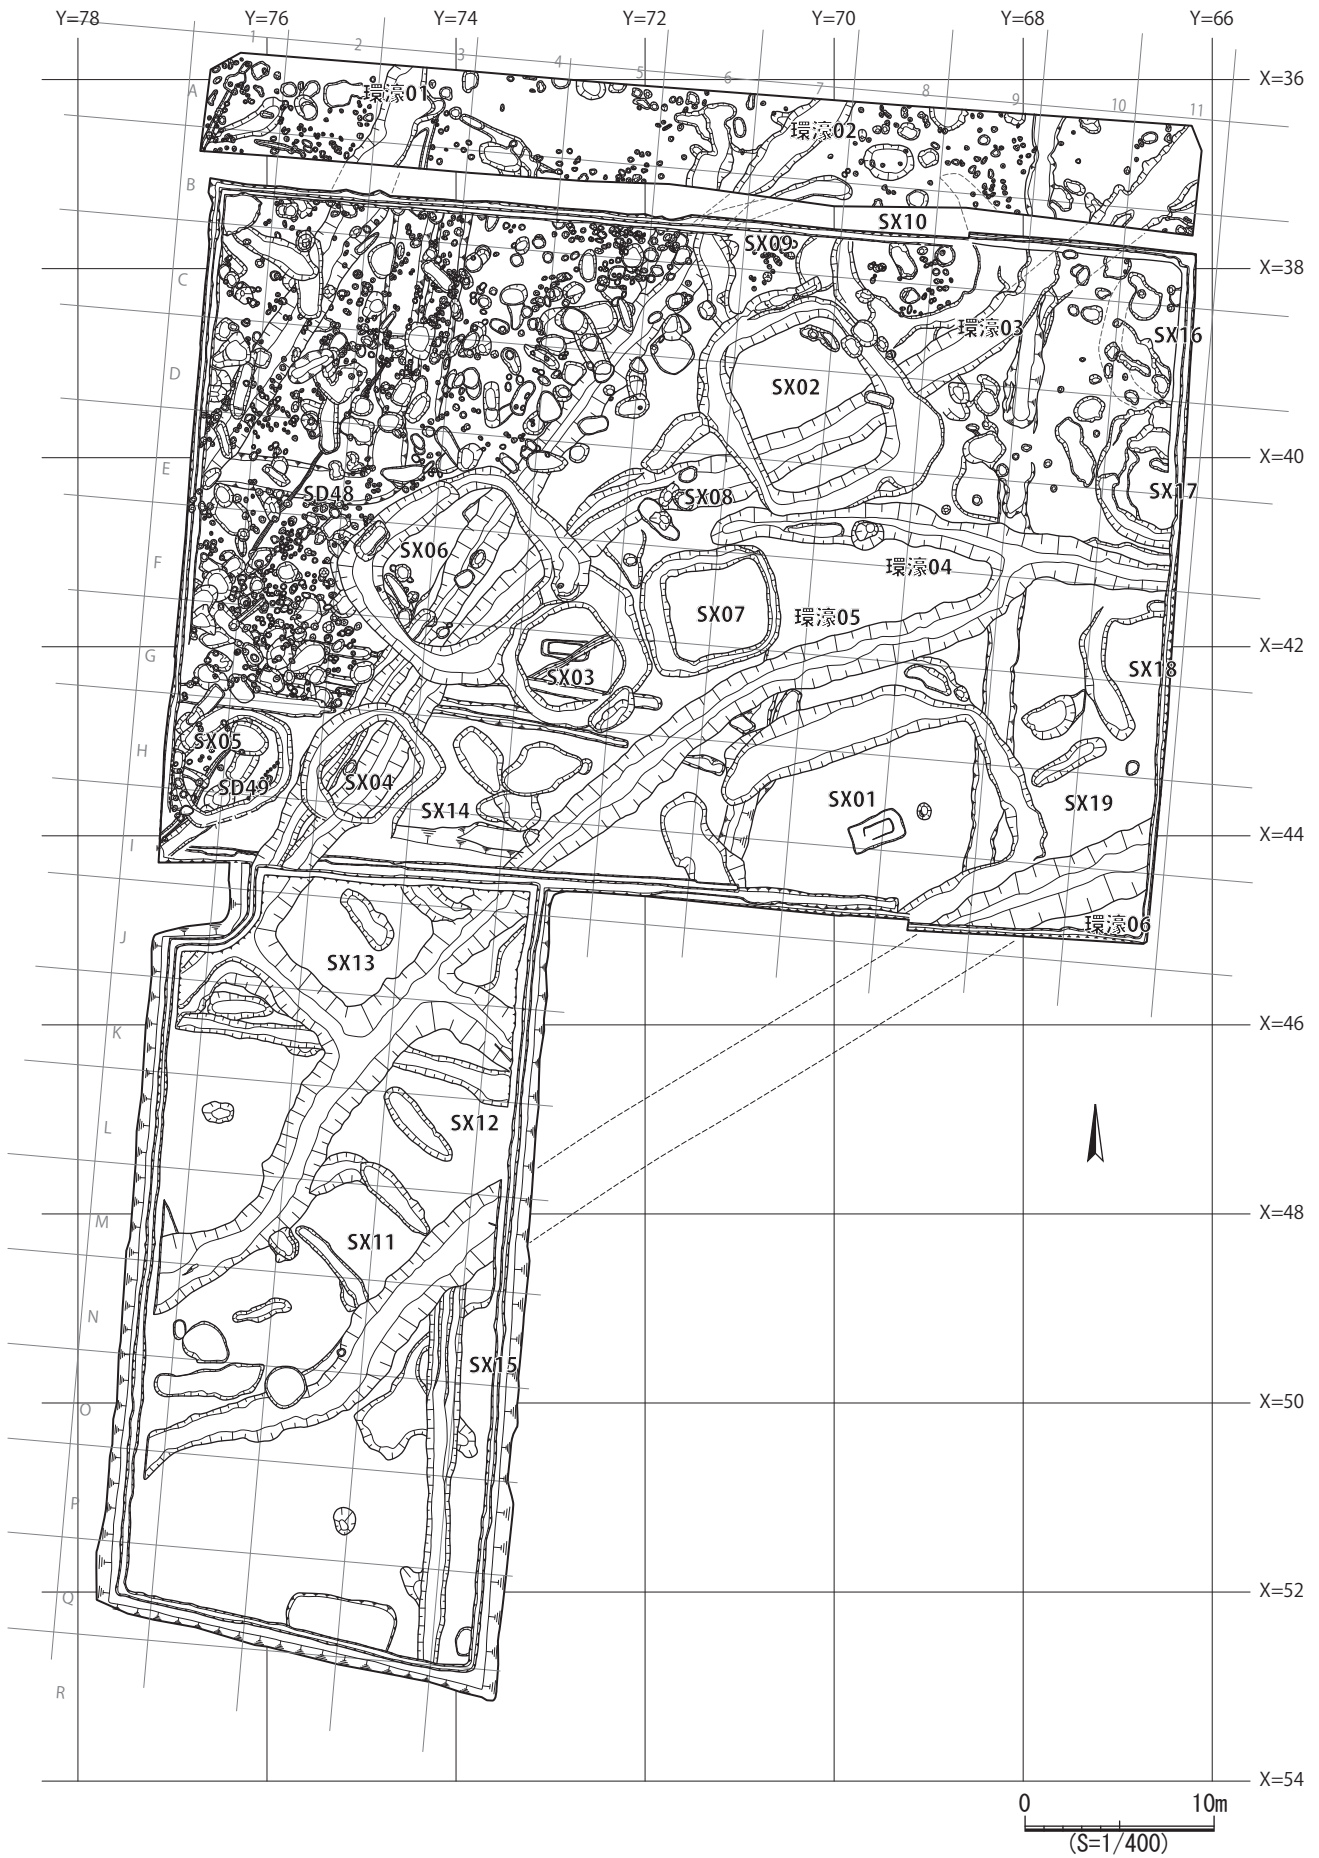 Y=78 Y=76 Y=74 Y=72 Y=70 Y=68 Y=66
1 2 3 4 5 6 7 8 9 10 11
X=36
A
環濠01
環濠02
B
SX10
SX09
X=38
C
環濠03
SX16
D
SX02
X=40
E
SD48
SX08
SX17
F
SX06
環濠04
SX07
環濠05
X=42
G
SX03
SX18
H
SX05
SD49
SX04
SX14
SX01
SX19
X=44
I
環濠06
J
SX13
X=46
K
L
SX12
M
X=48
SX11
N
SX15
X=50
O
P
X=52
Q
R
X=54
0 10m
(S=1/400)